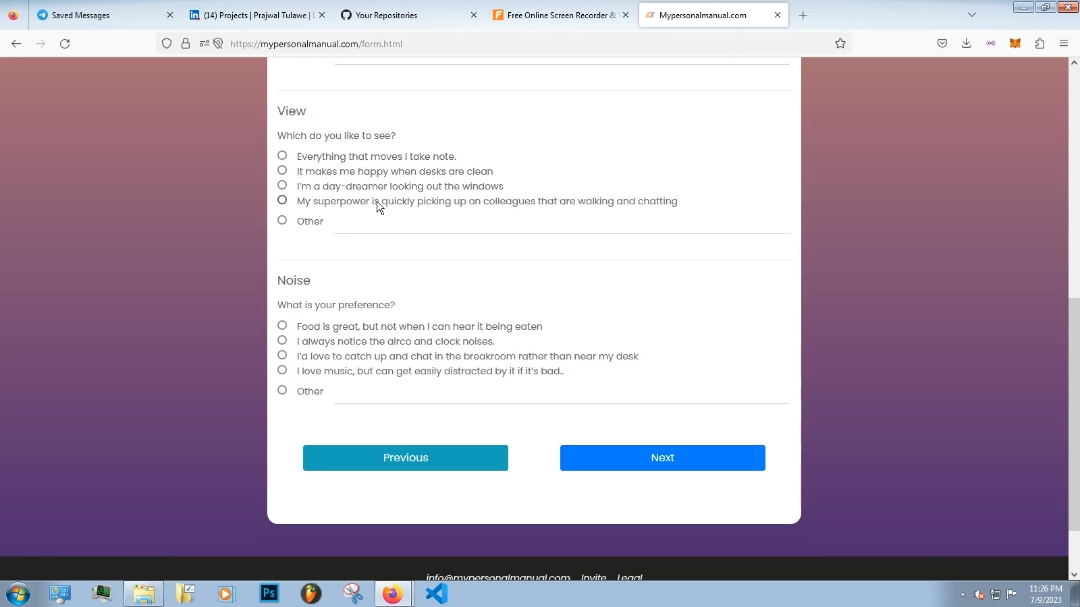 Saved Messages
(14) Projects | Prajwal Tulawe | L
Your Repositories
Free Online Screen Recorder &
Mypersonalmanual.com
https://mypersonalmanual.com/form.html
View
Which do you like to see?
Everything that moves I take note.
It makes me happy when desks are clean
I'm a day-dreamer looking out the windows
My superpower is quickly picking up on colleagues that are walking and chatting
Other
Noise
What is your preference?
Food is great, but not when I can hear it being eaten
I always notice the airco and clock noises.
I'd love to catch up and chat in the breakroom rather than near my desk
I love music, but can get easily distracted by it if it's bad..
Other
Previous
Next
info@mypersonalmanual.com Invite Legal
Ps
11:26 PM
7/9/2023